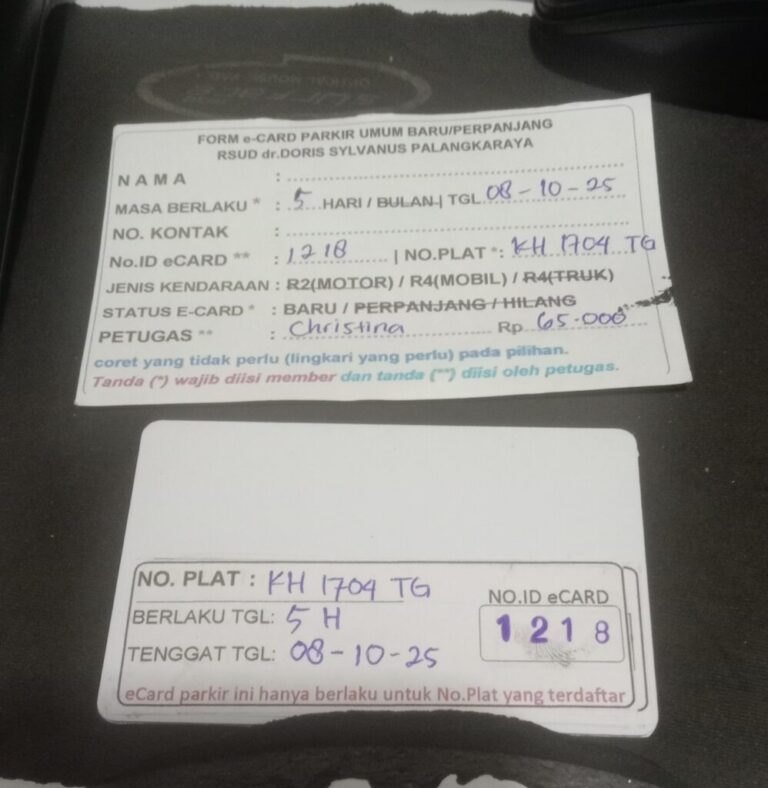 FORM e-CARD PARKIR UMUM BARU/PERPANJANG
RSUD dr.DORIS SYLVANUS PALANGKARAYA
NAMA :
MASA BERLAKU * : 5 HARI / BULAN | TGL 08-10-25
NO. KONTAK :
No.ID eCARD ** : 1218 | NO.PLAT *: KH 1704 TG
JENIS KENDARAAN : R2(MOTOR) / R4(MOBIL) / R4(TRUK)
STATUS E-CARD * : BARU / PERPANJANG / HILANG
PETUGAS ** : Christina Rp 65.000
coret yang tidak perlu (lingkari yang perlu) pada pilihan.
Tanda (*) wajib diisi member dan tanda (**) diisi oleh petugas.
NO. PLAT : KH 1704 TG
BERLAKU TGL: 5 H
TENGGAT TGL: 08-10-25
NO.ID eCARD
1218
eCard parkir ini hanya berlaku untuk No.Plat yang terdaftar